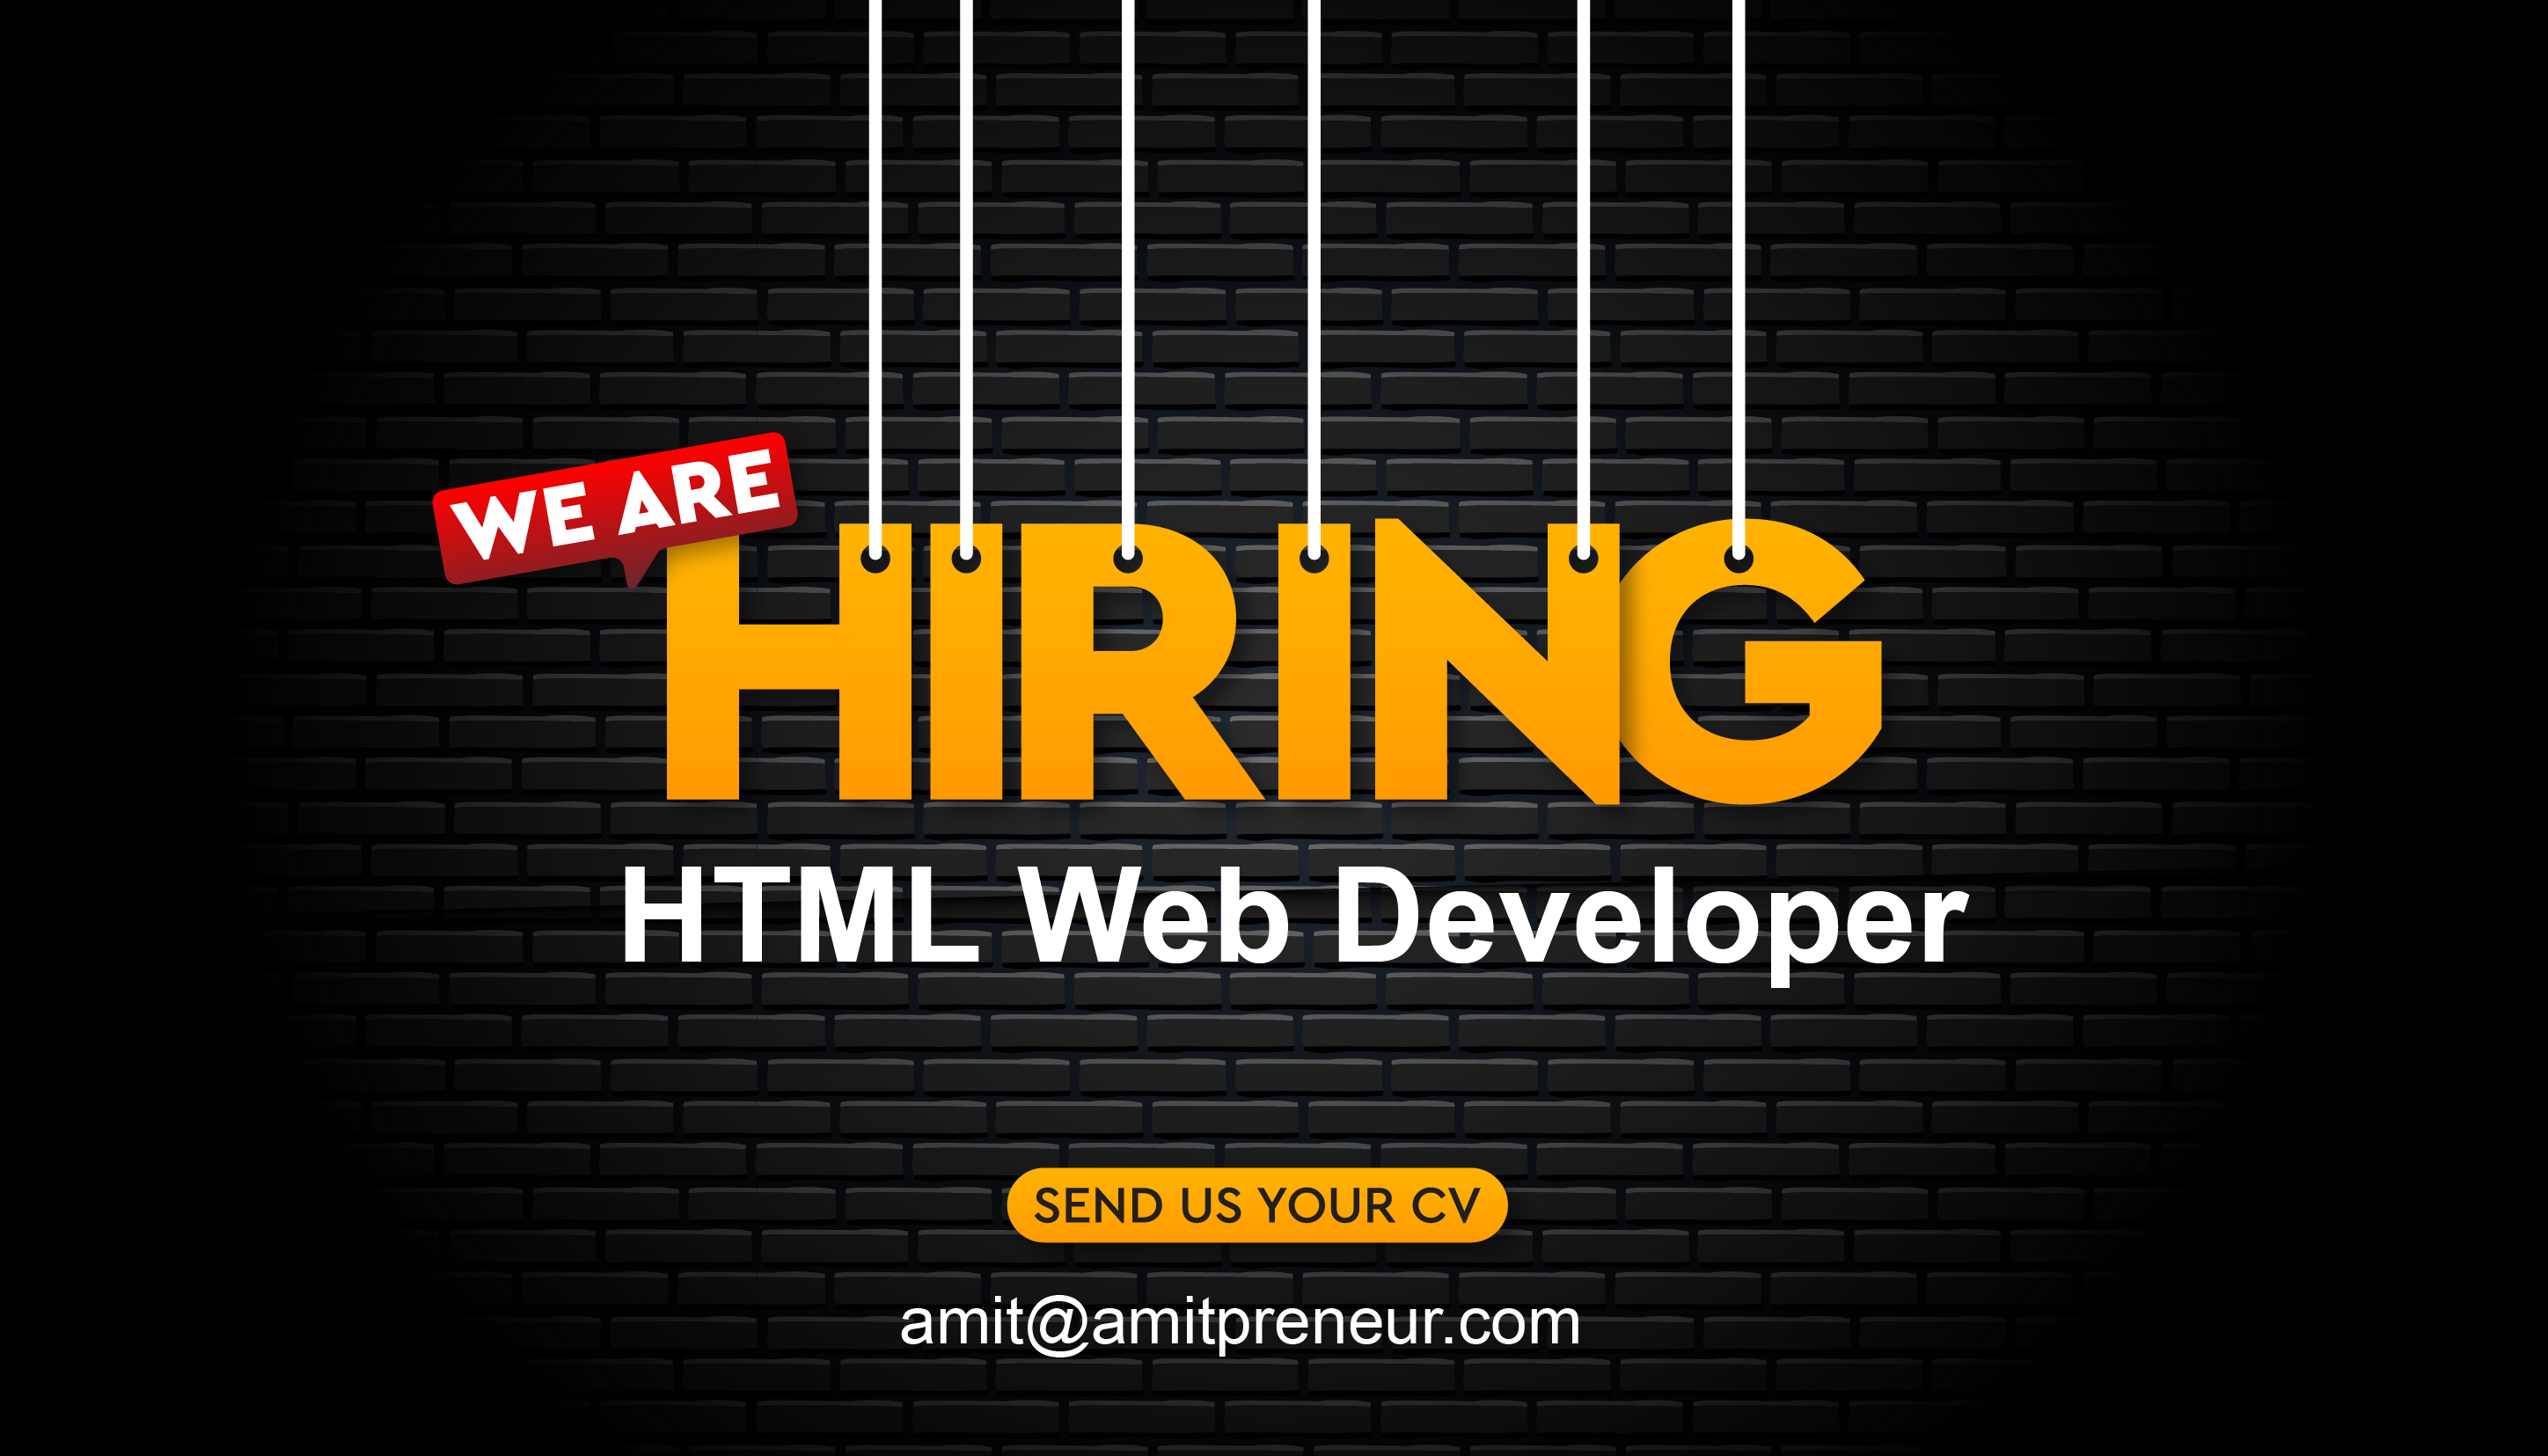 WE ARE
HIRING
HTML Web Developer
SEND US YOUR CV
amit@amitpreneur.com